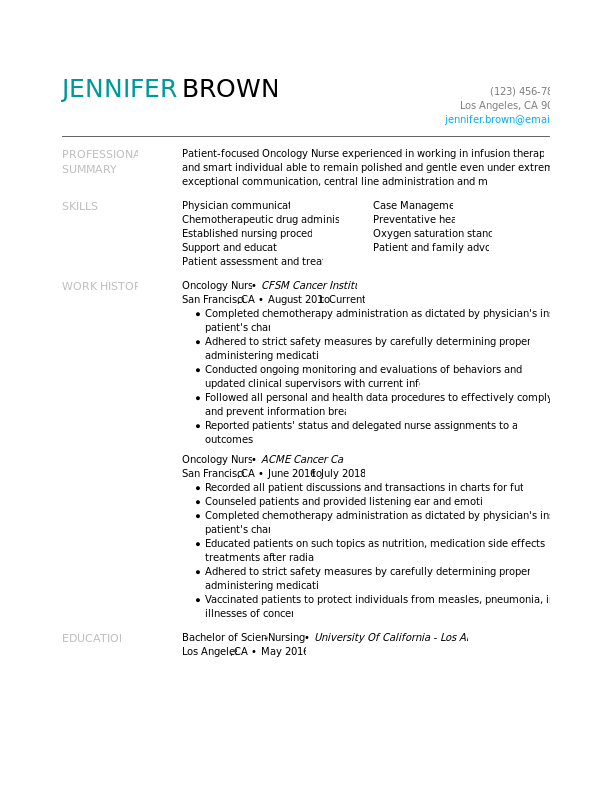 JENNIFER BROWN
(123) 456-78
Los Angeles, CA 90
jennifer.brown@emai
PROFESSIONA
SUMMARY
Patient-focused Oncology Nurse experienced in working in infusion therap
and smart individual able to remain polished and gentle even under extrem
exceptional communication, central line administration and m
SKILLS
Physician communicat
Chemotherapeutic drug adminis
Established nursing proced
Support and educat
Patient assessment and trea
Case Manageme
Preventative hea
Oxygen saturation stand
Patient and family advo
WORK HISTOR
Oncology Nurs • CFSM Cancer Institu
San Francisco, CA • August 201 to Current
• Completed chemotherapy administration as dictated by physician's ins
patient's char
• Adhered to strict safety measures by carefully determining proper
administering medicati
• Conducted ongoing monitoring and evaluations of behaviors and
updated clinical supervisors with current info
• Followed all personal and health data procedures to effectively comply
and prevent information brea
• Reported patients' status and delegated nurse assignments to a
outcomes
Oncology Nurs • ACME Cancer Ca
San Francisco, CA • June 2016 to July 2018
• Recorded all patient discussions and transactions in charts for fut
• Counseled patients and provided listening ear and emoti
• Completed chemotherapy administration as dictated by physician's ins
patient's char
• Educated patients on such topics as nutrition, medication side effects
treatments after radia
• Adhered to strict safety measures by carefully determining proper
administering medicati
• Vaccinated patients to protect individuals from measles, pneumonia, i
illnesses of concer
EDUCATION
Bachelor of Scien - Nursing • University Of California - Los A
Los Angele, CA • May 2016